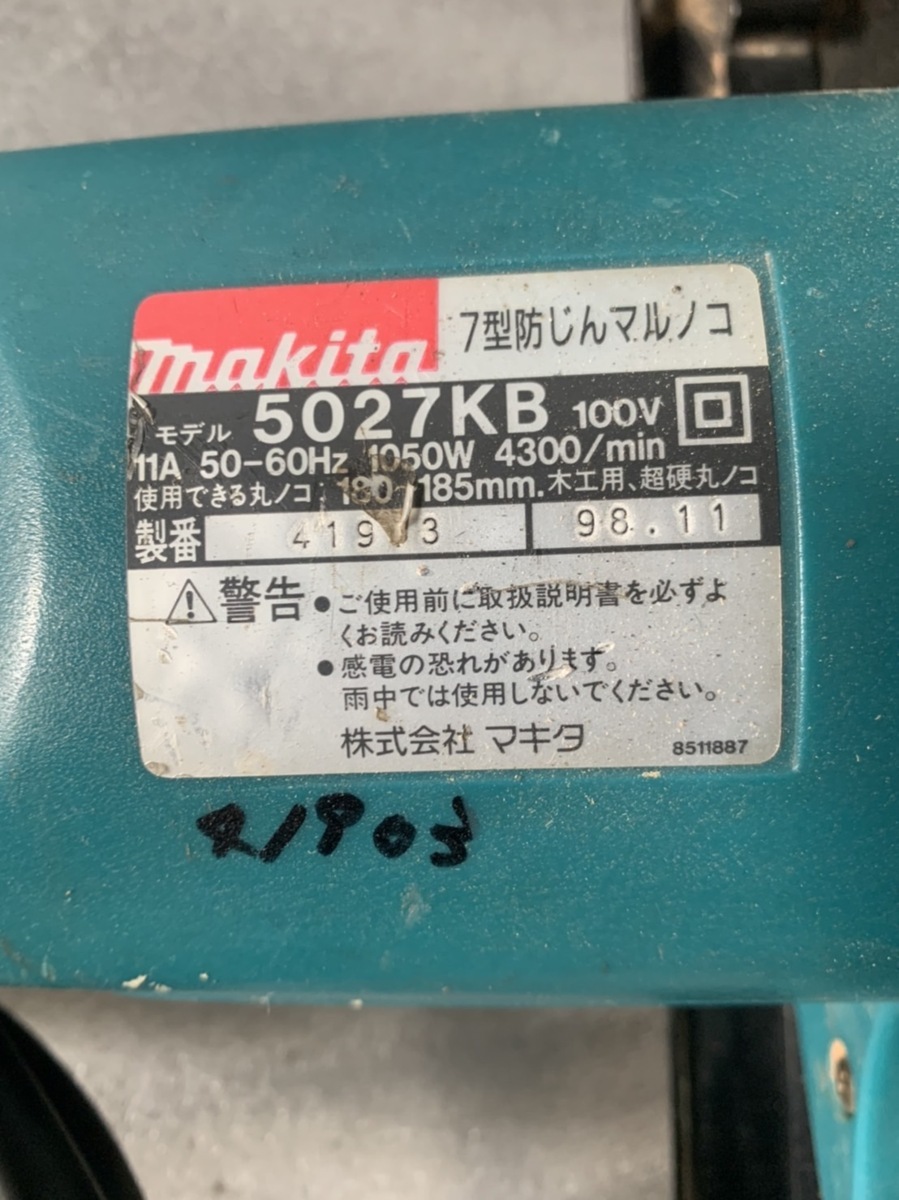 makita 7型防じんマルノコ
モデル 5027KB 100V
11A 50-60Hz 1050W 4300/min
使用できる丸ノコ 180 185mm. 木工用、超硬丸ノコ
製番 98.11
⚠警告 ●ご使用前に取扱説明書を必ずよ
くお読みください。
●感電の恐れがあります。
雨中では使用しないでください。
株式会社 マキタ 8511887
41903